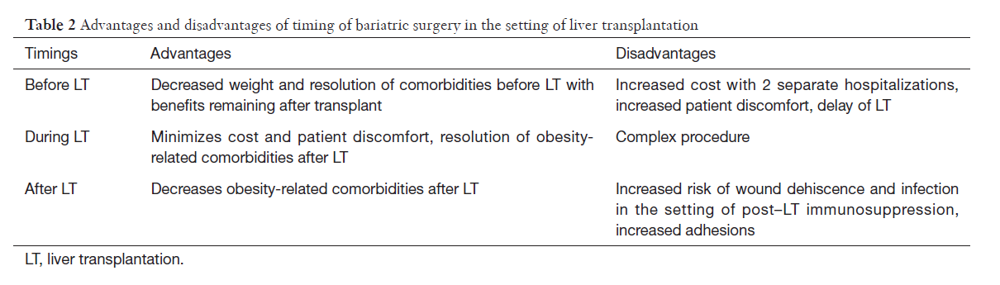 Table 2 Advantages and disadvantages of timing of bariatric surgery in the setting of liver transplantation
Timings Advantages Disadvantages
Before LT Decreased weight and resolution of comorbidities before LT with Increased cost with 2 separate hospitalizations,
benefits remaining after transplant increased patient discomfort, delay of LT
During LT Minimizes cost and patient discomfort, resolution of obesity- Complex procedure
related comorbidities after LT
After LT Decreases obesity-related comorbidities after LT Increased risk of wound dehiscence and infection
in the setting of post–LT immunosuppression,
increased adhesions
LT, liver transplantation.